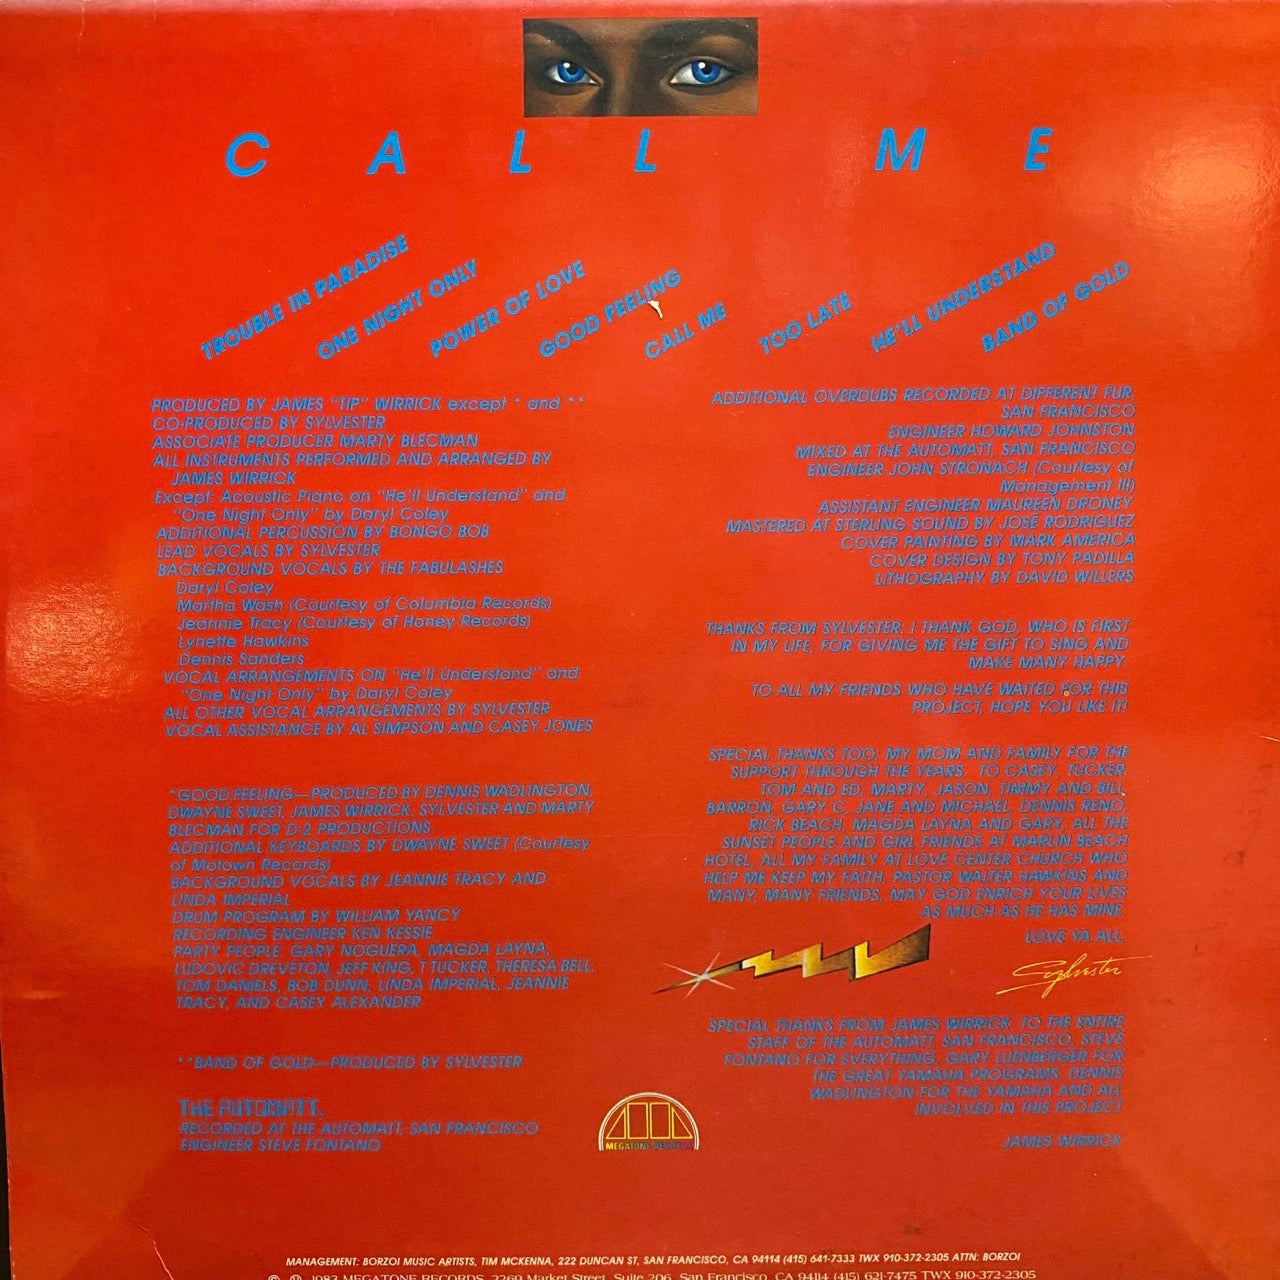 CALL ME
TROUBLE IN PARADISE
ONE NIGHT ONLY
POWER OF LOVE
GOOD FEELING
CALL ME
TOO LATE
HE'LL UNDERSTAND
BAND OF GOLD
PRODUCED BY JAMES "TIP" WIRRICK except * and **
CO-PRODUCED BY SYLVESTER
ASSOCIATE PRODUCER MARTY BLECMAN
ALL INSTRUMENTS PERFORMED AND ARRANGED BY
JAMES WIRRICK
Except: Acoustic Piano on "He'll Understand" and
"One Night Only" by Daryl Coley
ADDITIONAL PERCUSSION BY BONGO BOB
LEAD VOCALS BY SYLVESTER
BACKGROUND VOCALS BY THE FABULASHES
Daryl Coley
Martha Wash (Courtesy of Columbia Records)
Jeannie Tracy (Courtesy of Honey Records)
Lynette Hawkins
Dennis Sanders
VOCAL ARRANGEMENTS ON "He'll Understand" and
"One Night Only" by Daryl Coley
ALL OTHER VOCAL ARRANGEMENTS BY SYLVESTER
VOCAL ASSISTANCE BY AL SIMPSON AND CASEY JONES
*GOOD FEELING—PRODUCED BY DENNIS WADLINGTON,
DWAYNE SWEET, JAMES WIRRICK, SYLVESTER AND MARTY
BLECMAN FOR D-2 PRODUCTIONS
ADDITIONAL KEYBOARDS BY DWAYNE SWEET (Courtesy
of Motown Records)
BACKGROUND VOCALS BY JEANNIE TRACY AND
LINDA IMPERIAL
DRUM PROGRAM BY WILLIAM YANCY
RECORDING ENGINEER KEN KESSIE
PARTY PEOPLE, GARY NOGUERA, MAGDA LAYNA,
LUDOVIC DREVETON, JEFF KING, T TUCKER, THERESA BELL,
TOM DANIELS, BOB DUNN, LINDA IMPERIAL, JEANNIE
TRACY, AND CASEY ALEXANDER
**BAND OF GOLD—PRODUCED BY SYLVESTER
THE AUTOMATT.
RECORDED AT THE AUTOMATT, SAN FRANCISCO
ENGINEER STEVE FONTANO
ADDITIONAL OVERDUBS RECORDED AT DIFFERENT FUR
SAN FRANCISCO
ENGINEER HOWARD JOHNSTON
MIXED AT THE AUTOMATT, SAN FRANCISCO
ENGINEER JOHN STRONACH (Courtesy of
Management III)
ASSISTANT ENGINEER MAUREEN DRONEY
MASTERED AT STERLING SOUND BY JOSÉ RODRIGUEZ
COVER PAINTING BY MARK AMERICA
COVER DESIGN BY TONY PADILLA
LITHOGRAPHY BY DAVID WILLERS
THANKS FROM SYLVESTER: I THANK GOD, WHO IS FIRST
IN MY LIFE, FOR GIVING ME THE GIFT TO SING AND
MAKE MANY HAPPY.
TO ALL MY FRIENDS WHO HAVE WAITED FOR THIS
PROJECT, HOPE YOU LIKE IT!
SPECIAL THANKS TOO: MY MOM AND FAMILY FOR THE
SUPPORT THROUGH THE YEARS. TO CASEY, TUCKER,
TOM AND ED, MARTY, JASON, TIMMY AND BILL,
BARRON, GARY C, JANE AND MICHAEL, DENNIS RENO,
RICK BEACH, MAGDA LAYNA AND GARY, ALL THE
SUNSET PEOPLE AND GIRL FRIENDS AT MARLIN BEACH
HOTEL, ALL MY FAMILY AT LOVE CENTER CHURCH WHO
HELP ME KEEP MY FAITH, PASTOR WALTER HAWKINS AND
MANY, MANY FRIENDS. MAY GOD ENRICH YOUR LIVES
AS MUCH AS HE HAS MINE.
LOVE YA ALL,
Sylvester
SPECIAL THANKS FROM JAMES WIRRICK: TO THE ENTIRE
STAFF OF THE AUTOMATT, SAN FRANCISCO, STEVE
FONTANO FOR EVERYTHING, GARY LUENBERGER FOR
THE GREAT YAMAHA PROGRAMS, DENNIS
WADLINGTON FOR THE YAMAHA AND ALL
INVOLVED IN THIS PROJECT
JAMES WIRRICK
MEGATONE RECORDS
MANAGEMENT: BORZOI MUSIC ARTISTS, TIM MCKENNA, 222 DUNCAN ST, SAN FRANCISCO, CA 94114 (415) 641-7333 TWX 910-372-2305 ATTN: BORZOI
© ℗ 1983 MEGATONE RECORDS, 2269 Market Street, Suite 206, San Francisco, CA 94114 (415) 621-7475 TWX 910-372-2305